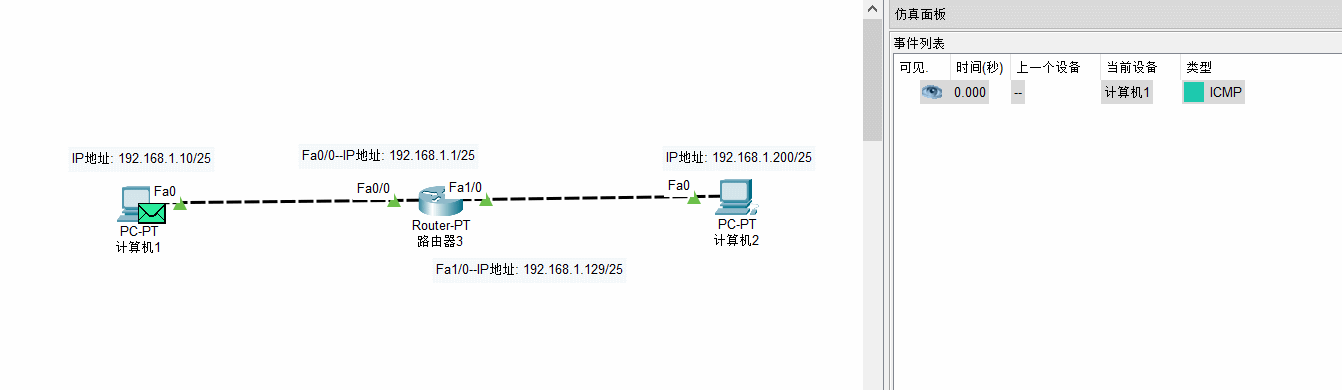 仿真面板
事件列表
可见. 时间(秒) 上一个设备 当前设备 类型
0.000 -- 计算机1 ICMP
IP地址: 192.168.1.10/25
Fa0/0--IP地址: 192.168.1.1/25
IP地址: 192.168.1.200/25
Fa0
Fa0/0
Fa1/0
Fa0
PC-PT
计算机1
Router-PT
路由器3
PC-PT
计算机2
Fa1/0--IP地址: 192.168.1.129/25